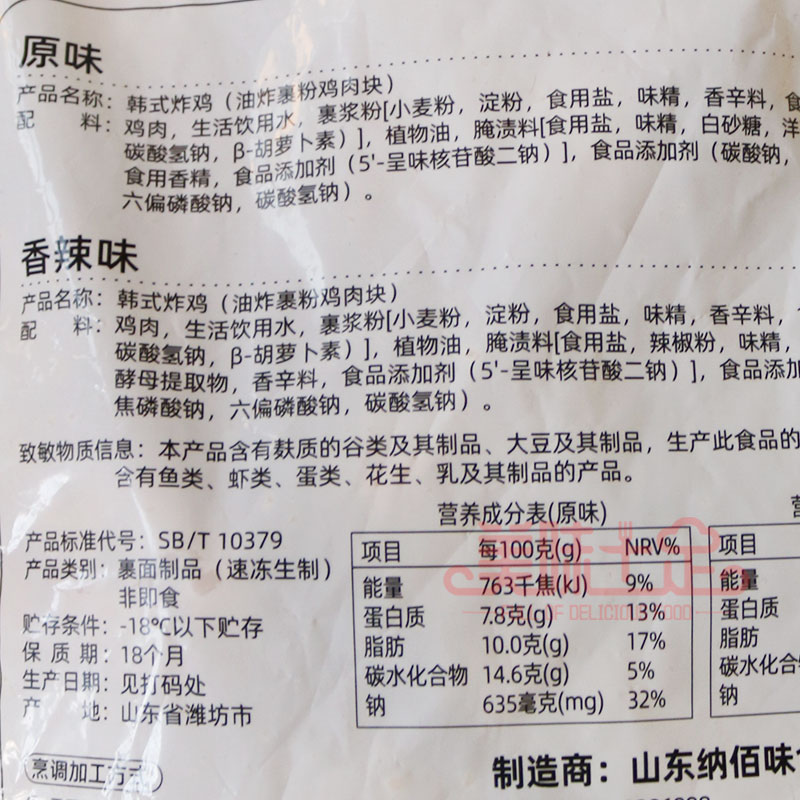 原味
产品名称：韩式炸鸡（油炸裹粉鸡肉块）
配 料：鸡肉，生活饮用水，裹浆粉[小麦粉，淀粉，食用盐，味精，香辛料，食
碳酸氢钠，β-胡萝卜素）]，植物油，腌渍料[食用盐，味精，白砂糖，洋
食用香精，食品添加剂（5'-呈味核苷酸二钠）]，食品添加剂（碳酸钠，
六偏磷酸钠，碳酸氢钠）。
香辣味
产品名称：韩式炸鸡（油炸裹粉鸡肉块）
配 料：鸡肉，生活饮用水，裹浆粉[小麦粉，淀粉，食用盐，味精，香辛料，
碳酸氢钠，β-胡萝卜素）]，植物油，腌渍料[食用盐，辣椒粉，味精，
酵母提取物，香辛料，食品添加剂（5'-呈味核苷酸二钠）]，食品添加
焦磷酸钠，六偏磷酸钠，碳酸氢钠）。
致敏物质信息：本产品含有麸质的谷类及其制品、大豆及其制品，生产此食品的
含有鱼类、虾类、蛋类、花生、乳及其制品的产品。
产品标准代号：SB/T 10379
产品类别：裹面制品（速冻生制）
非即食
贮存条件：-18℃以下贮存
保质期：18个月
生产日期：见打码处
产 地：山东省潍坊市
烹调加工方式
营养成分表(原味)
项目 每100克(g) NRV%
能量 763千焦(kJ) 9%
蛋白质 7.8克(g) 13%
脂肪 10.0克(g) 17%
碳水化合物 14.6克(g) 5%
钠 635毫克(mg) 32%
营
项目
能量
蛋白质
脂肪
碳水化合
钠
OF DELICIOUS FOOD
制造商：山东纳佰味